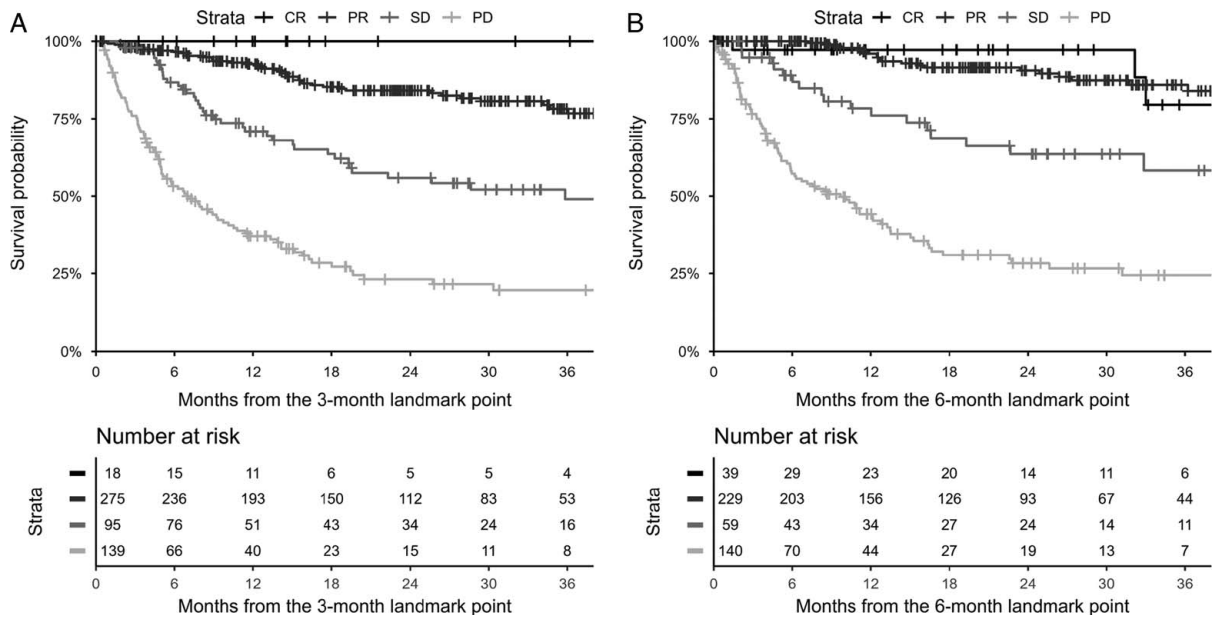 A
Strata CR PR SD PD
100%
75%
50%
25%
0%
Survival probability
0 6 12 18 24 30 36
Months from the 3-month landmark point
Number at risk
Strata
18 15 11 6 5 5 4
275 236 193 150 112 83 53
95 76 51 43 34 24 16
139 66 40 23 15 11 8
0 6 12 18 24 30 36
Months from the 3-month landmark point
B
Strata CR PR SD PD
100%
75%
50%
25%
0%
Survival probability
0 6 12 18 24 30 36
Months from the 6-month landmark point
Number at risk
Strata
39 29 23 20 14 11 6
229 203 156 126 93 67 44
59 43 34 27 24 14 11
140 70 44 27 19 13 7
0 6 12 18 24 30 36
Months from the 6-month landmark point